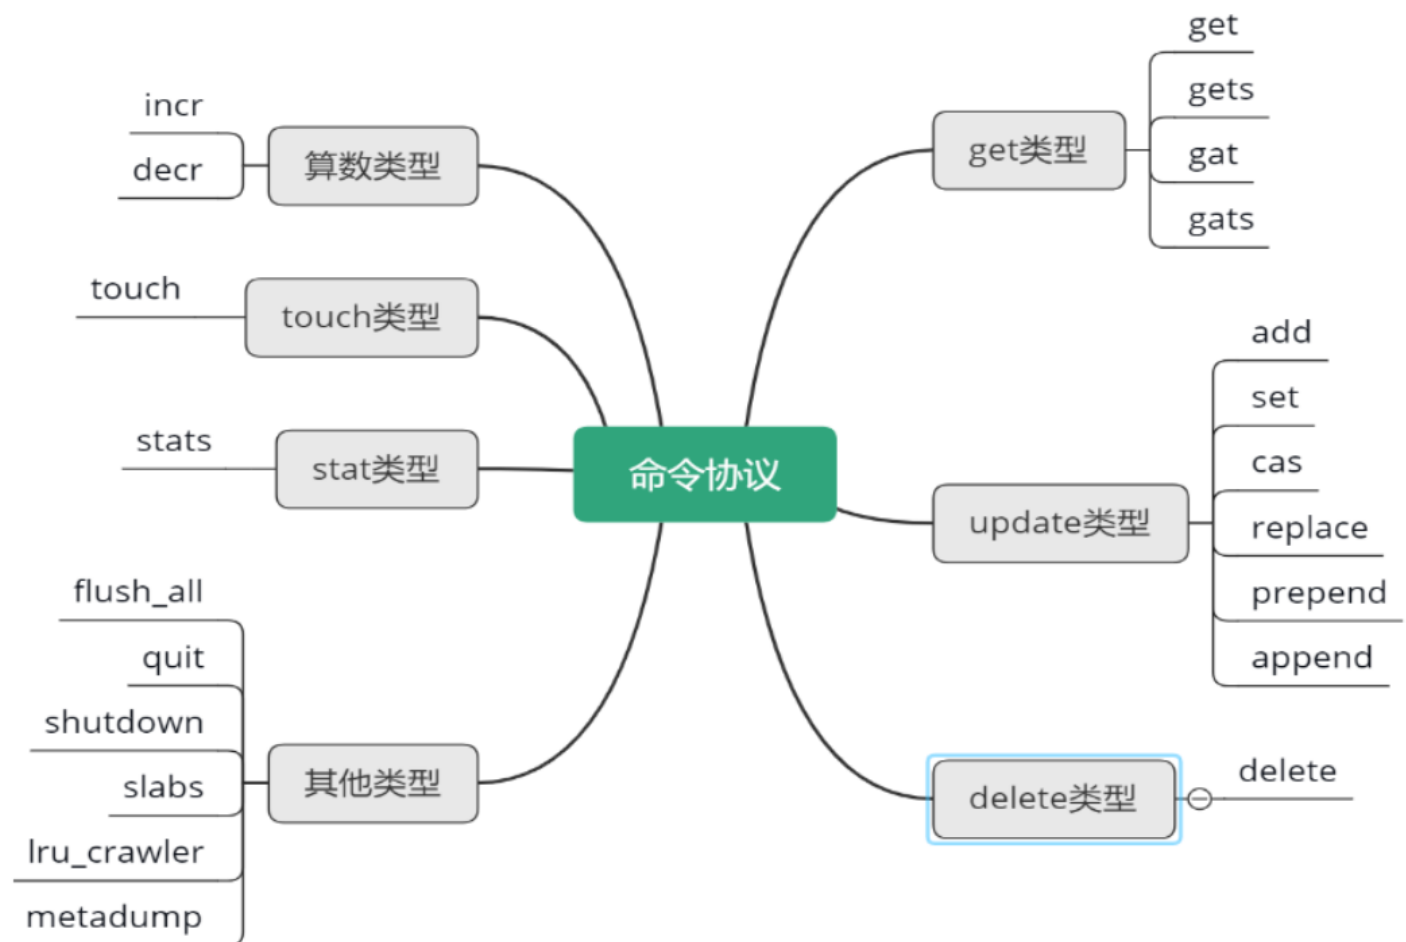 命令协议
get类型
get
gets
gat
gats
update类型
add
set
cas
replace
prepend
append
delete类型
delete
算数类型
incr
decr
touch类型
touch
stat类型
stats
其他类型
flush_all
quit
shutdown
slabs
lru_crawler
metadump